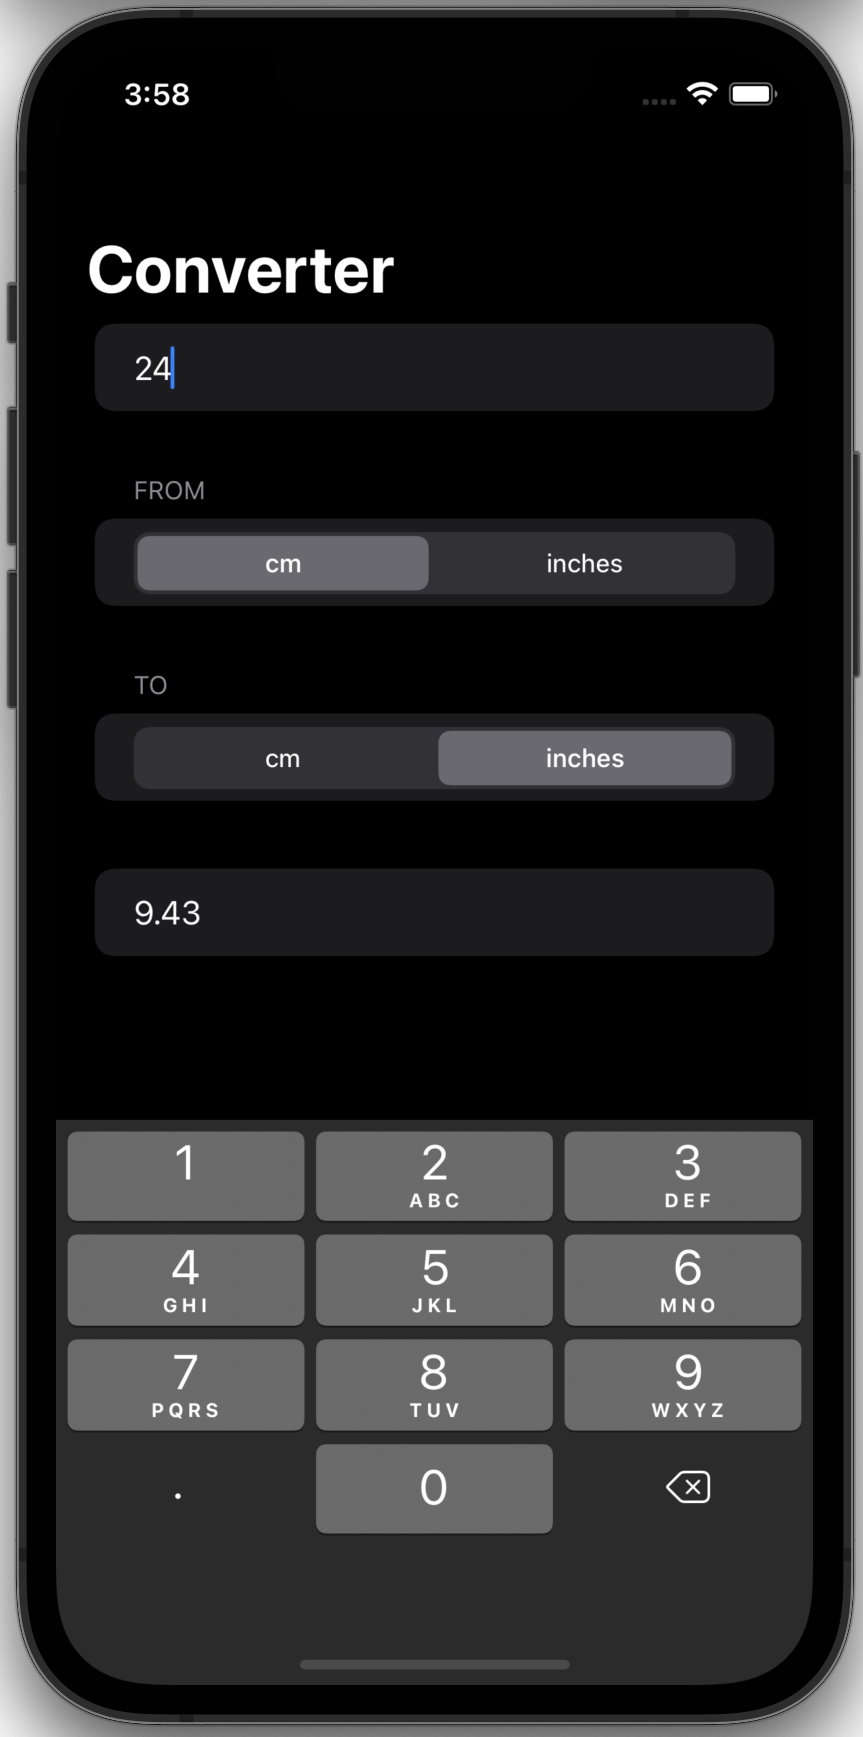 3:58
Converter
24
FROM
cm inches
TO
cm inches
9.43
1 2 3
ABC DEF
4 5 6
GHI JKL MNO
7 8 9
PQRS TUV WXYZ
. 0